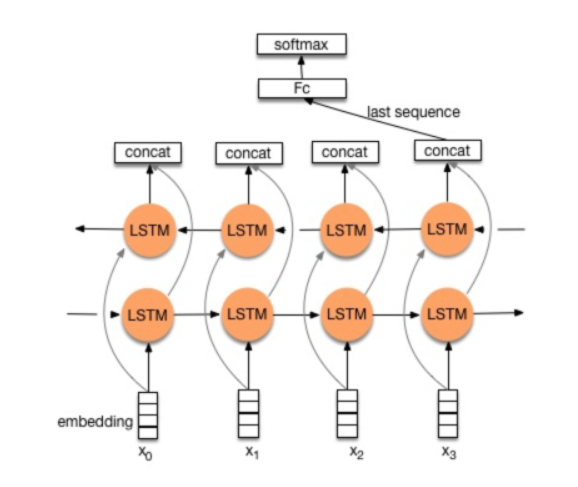 softmax
Fc
last sequence
concat concat concat concat
LSTM LSTM LSTM LSTM
LSTM LSTM LSTM LSTM
embedding
x0 x1 x2 x3